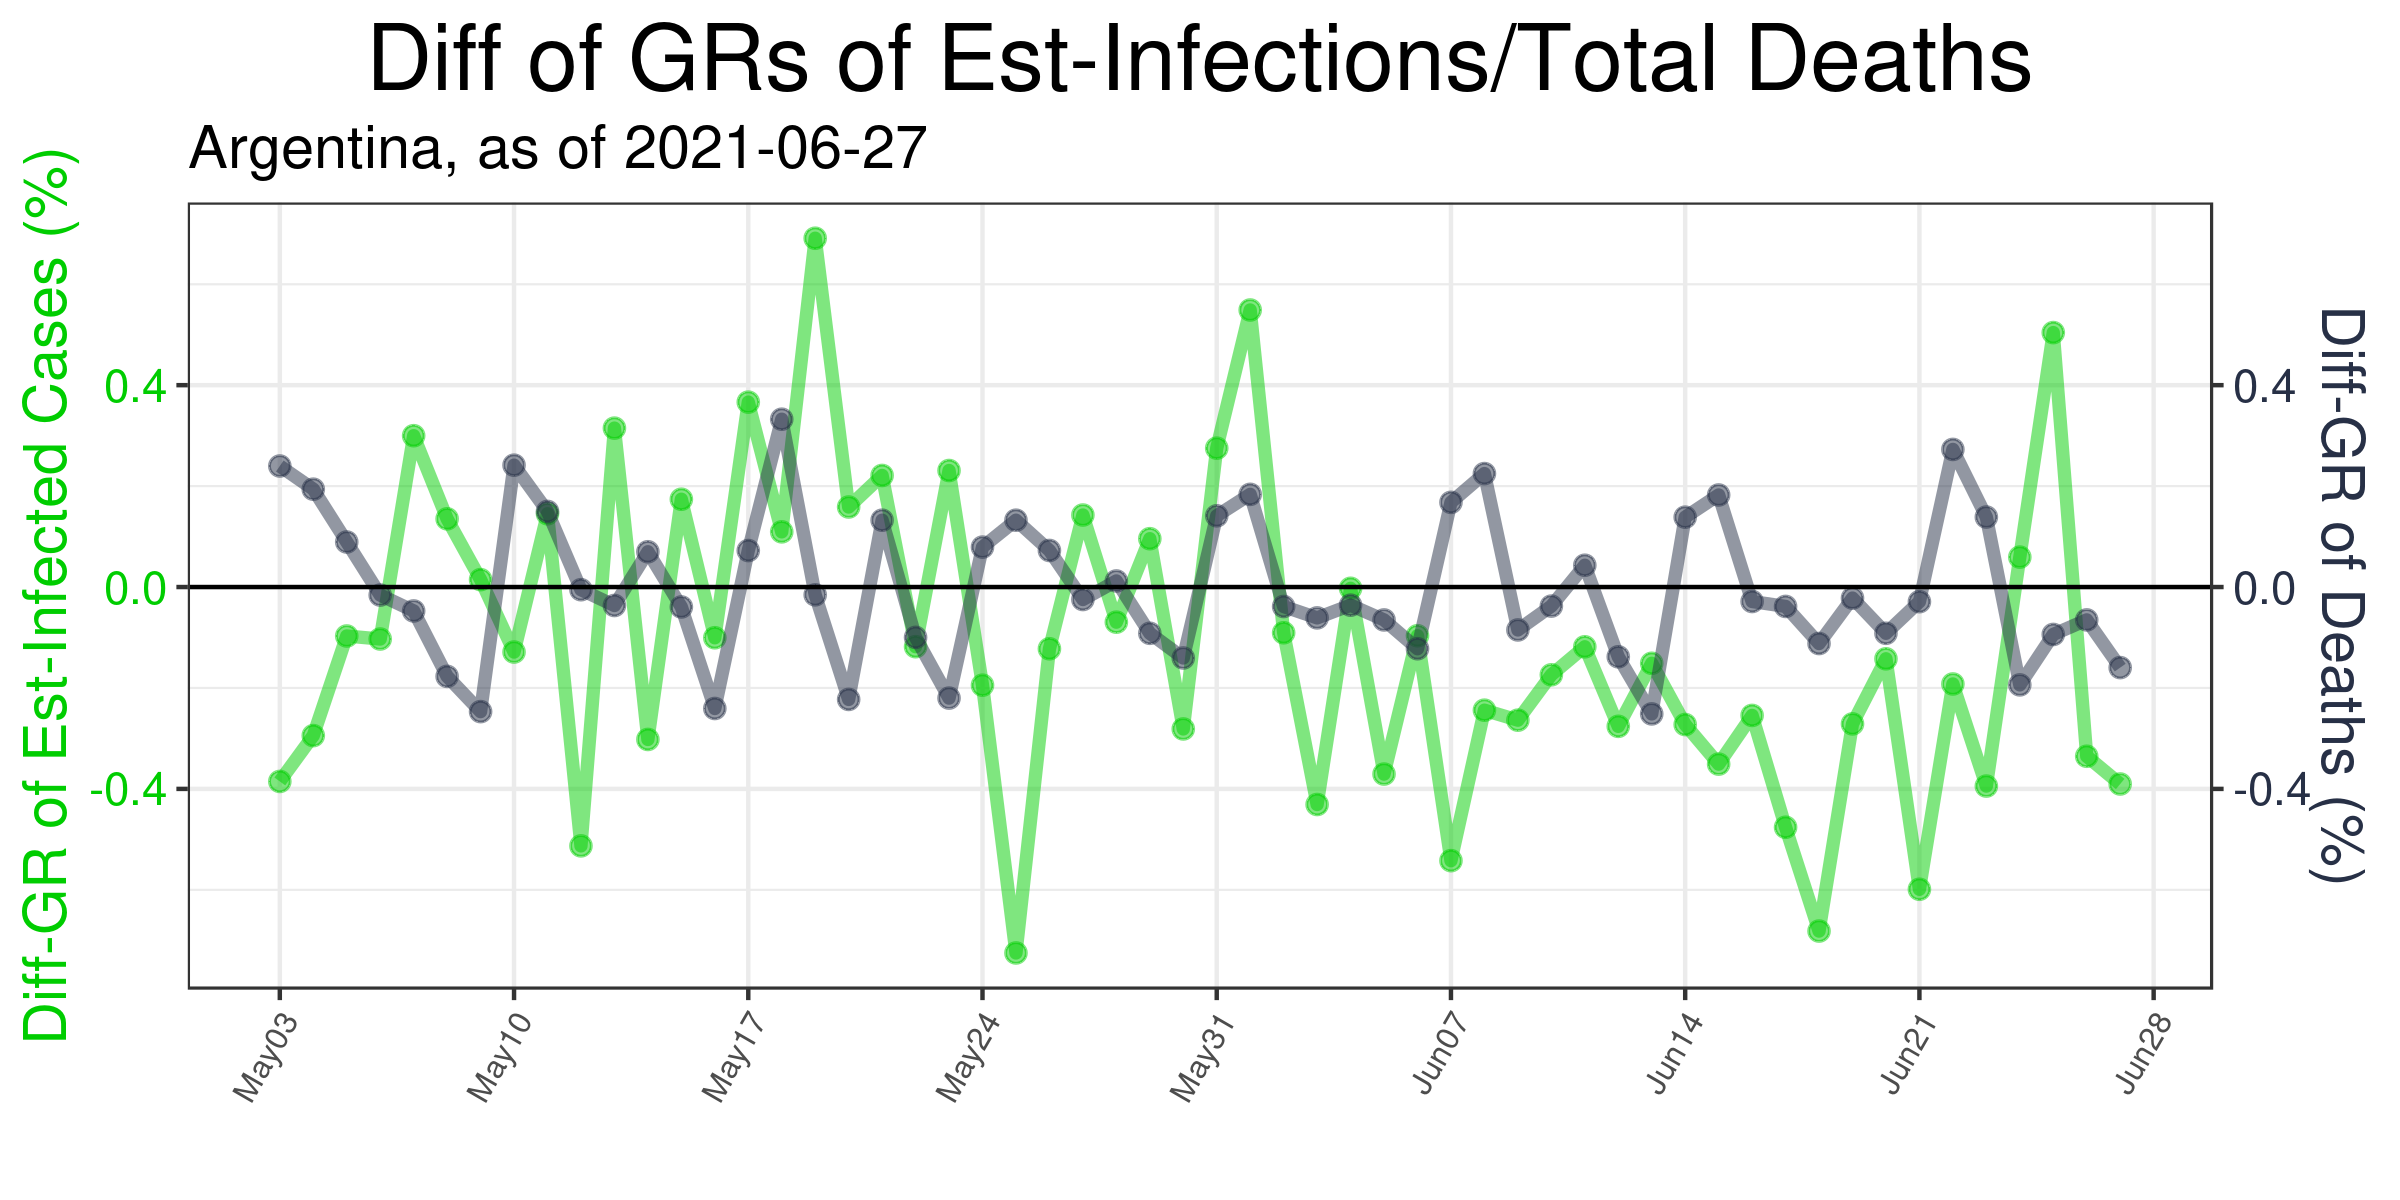 Diff of GRs of Est-Infections/Total Deaths
Argentina, as of 2021-06-27
Diff-GR of Est-Infected Cases (%)
0.4
0.0
-0.4
0.4
0.0
-0.4
Diff-GR of Deaths (%)
May03
May10
May17
May24
May31
Jun07
Jun14
Jun21
Jun28